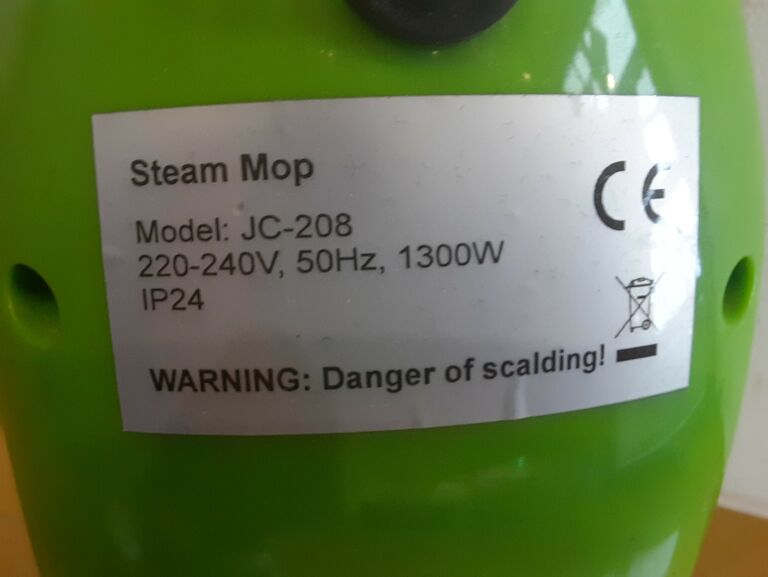 Steam Mop
CE
Model: JC-208
220-240V, 50Hz, 1300W
IP24
WARNING: Danger of scalding!